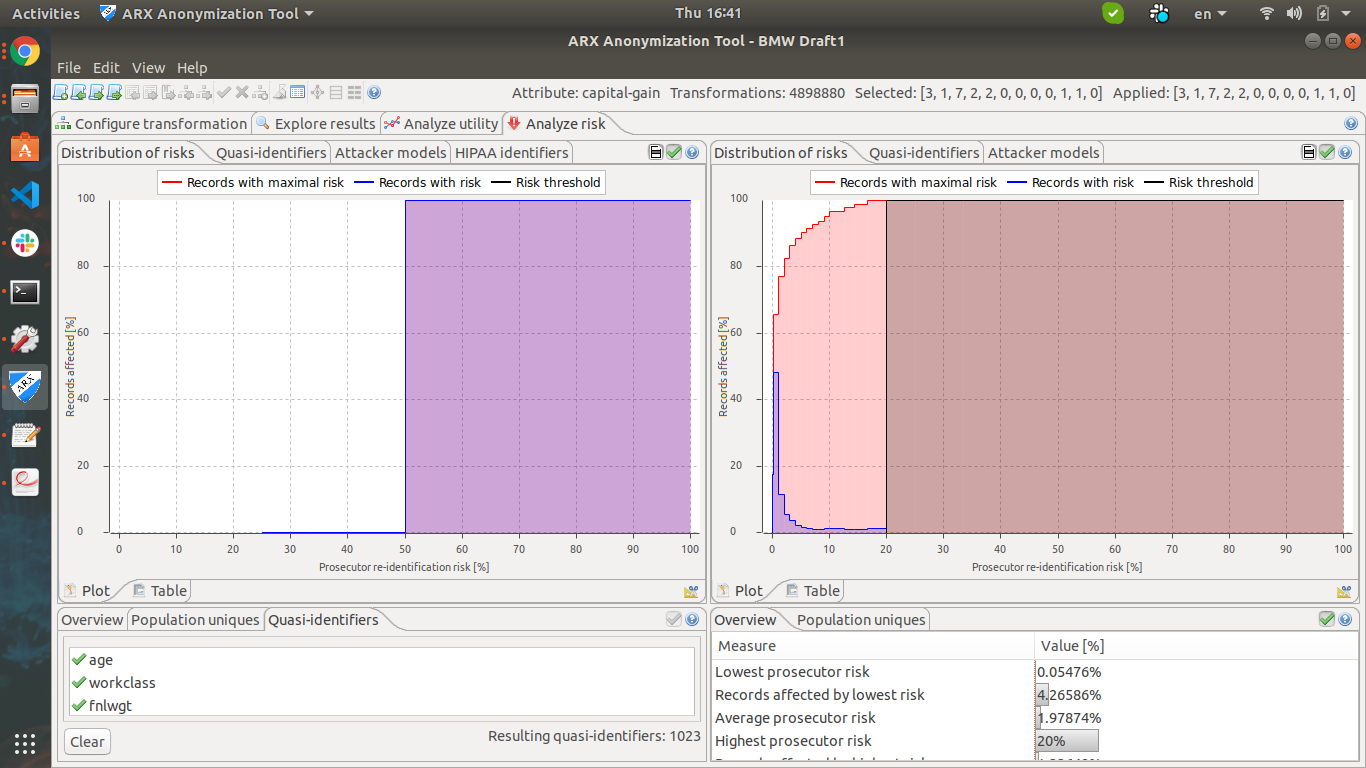 Activities ARX Anonymization Tool Thu 16:41 en
ARX Anonymization Tool - BMW Draft1
File Edit View Help
Attribute: capital-gain Transformations: 4898880 Selected: [3, 1, 7, 2, 2, 0, 0, 0, 0, 1, 1, 0] Applied: [3, 1, 7, 2, 2, 0, 0, 0, 0, 1, 1, 0]
Configure transformation Explore results Analyze utility Analyze risk
Distribution of risks Quasi-identifiers Attacker models HIPAA identifiers
Records with maximal risk Records with risk Risk threshold
100
80
60
40
20
0
Records affected [%]
0 10 20 30 40 50 60 70 80 90 100
Prosecutor re-identification risk [%]
Plot Table
Distribution of risks Quasi-identifiers Attacker models
Records with maximal risk Records with risk Risk threshold
100
80
60
40
20
0
Records affected [%]
0 10 20 30 40 50 60 70 80 90 100
Prosecutor re-identification risk [%]
Plot Table
Overview Population uniques Quasi-identifiers
age
workclass
fnlwgt
Clear Resulting quasi-identifiers: 1023
Overview Population uniques
Measure Value [%]
Lowest prosecutor risk 0.05476%
Records affected by lowest risk 4.26586%
Average prosecutor risk 1.97874%
Highest prosecutor risk 20%
ARX